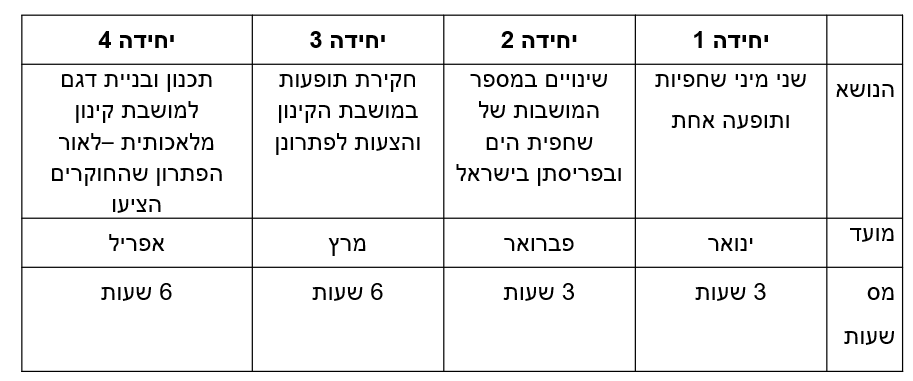 יחידה 1
יחידה 2
יחידה 3
יחידה 4
הנושא
שני מיני שחפיות
ותופעה אחת
שינויים במספר
המושבות של
שחפית הים
ובפריסתן בישראל
חקירת תופעות
במושבת הקינון
והצעות לפתרונן
תכנון ובניית דגם
למושבת קינון
מלאכותית –לאור
הפתרון שהחוקרים
הציעו
מועד
ינואר
פברואר
מרץ
אפריל
מס
שעות
3 שעות
3 שעות
6 שעות
6 שעות